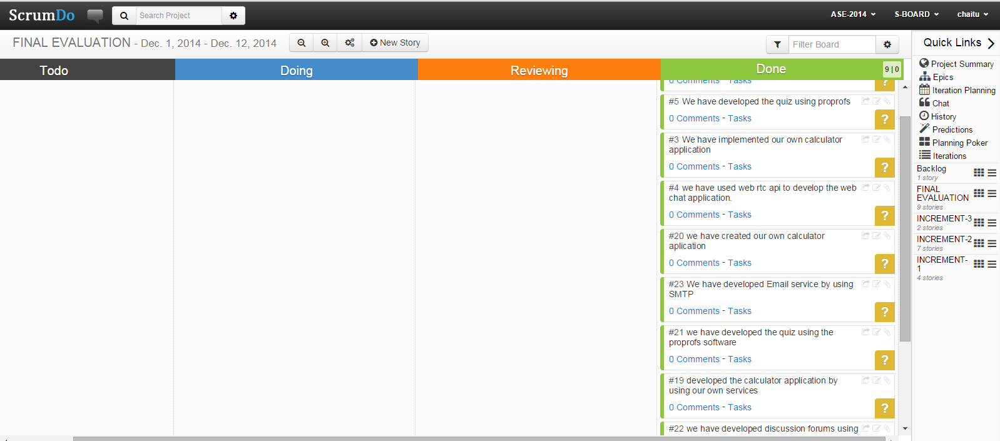 ScrumDo
Search Project
ASE-2014
S-BOARD
chaitu
FINAL EVALUATION - Dec. 1, 2014 - Dec. 12, 2014
New Story
Filter Board
Quick Links
Todo
Doing
Reviewing
Done
9 | 0
0 Comments - Tasks
?
#5 We have developed the quiz using proprofs
0 Comments - Tasks
?
#3 We have implemented our own calculator
application
0 Comments - Tasks
?
#4 we have used web rtc api to develop the web
chat application.
0 Comments - Tasks
?
#20 we have created our own calculator
aplication
0 Comments - Tasks
?
#23 We have developed Email service by using
SMTP
0 Comments - Tasks
?
#21 we have developed the quiz using the
proprofs software
0 Comments - Tasks
?
#19 developed the calculator application by
using our own services
0 Comments - Tasks
?
#22 we have developed discussion forums using
Project Summary
Epics
Iteration Planning
Chat
History
Predictions
Planning Poker
Iterations
Backlog
1 story
FINAL
EVALUATION
9 stories
INCREMENT-3
2 stories
INCREMENT-2
7 stories
INCREMENT-
1
4 stories